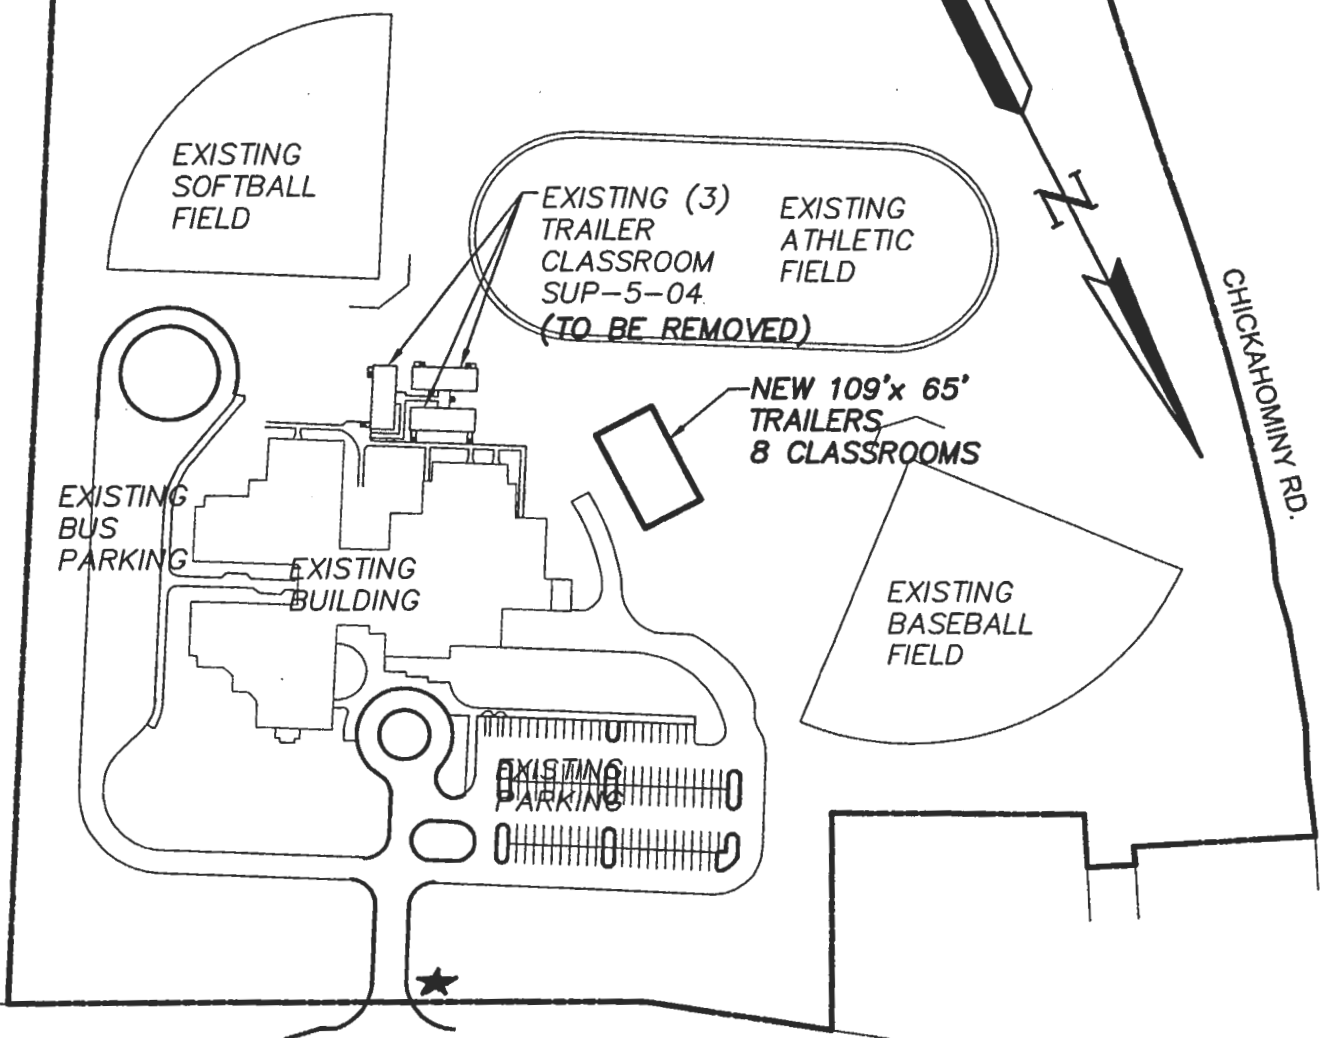 EXISTING
SOFTBALL
FIELD
EXISTING (3)
TRAILER
CLASSROOM
SUP-5-04
(TO BE REMOVED)
EXISTING
ATHLETIC
FIELD
N
CHICKAHOMINY RD.
NEW 109'x 65'
TRAILERS
8 CLASSROOMS
EXISTING
BUS
PARKING
EXISTING
BUILDING
EXISTING
BASEBALL
FIELD
EXISTING
PARKING